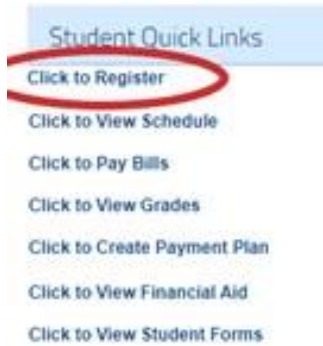 Student Quick Links
Click to Register
Click to View Schedule
Click to Pay Bills
Click to View Grades
Click to Create Payment Plan
Click to View Financial Aid
Click to View Student Forms